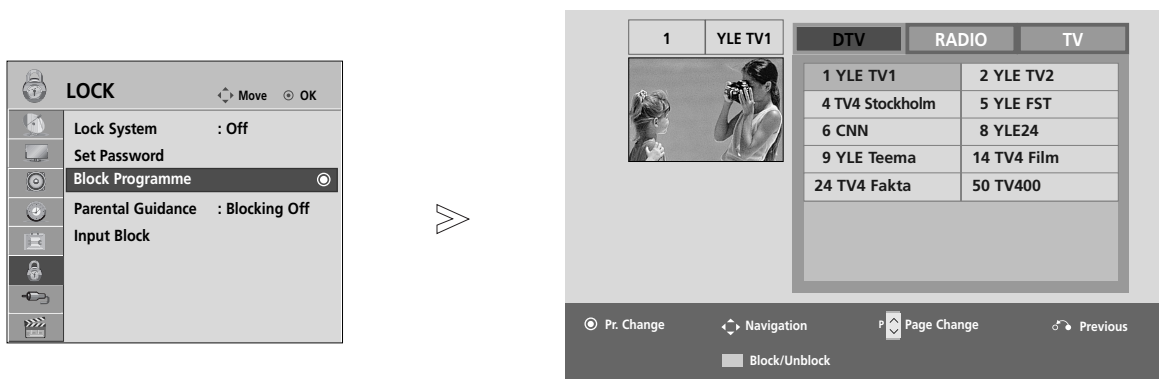 LOCK Move OK
Lock System : Off
Set Password
Block Programme
Parental Guidance : Blocking Off
Input Block
1 YLE TV1
DTV RADIO TV
1 YLE TV1 2 YLE TV2
4 TV4 Stockholm 5 YLE FST
6 CNN 8 YLE24
9 YLE Teema 14 TV4 Film
24 TV4 Fakta 50 TV400
Pr. Change Navigation P Page Change Previous
Block/Unblock